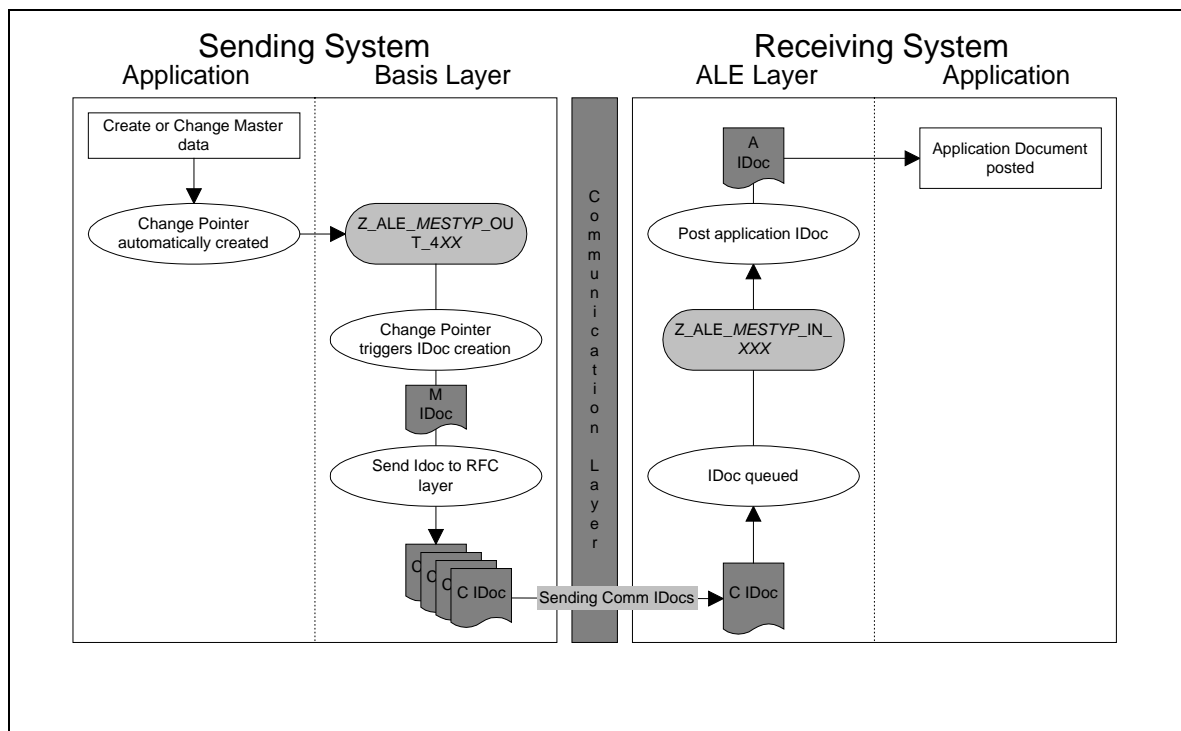 Sending System
Receiving System
Application
Basis Layer
ALE Layer
Application
Create or Change Master
data
Change Pointer
automatically created
Z_ALE_MESTYP_OU
T_4XX
Change Pointer
triggers IDoc creation
M
IDoc
Send Idoc to RFC
layer
C
C
C
C IDoc
Sending Comm IDocs
Communication Layer
C IDoc
IDoc queued
Z_ALE_MESTYP_IN_
XXX
Post application IDoc
A
IDoc
Application Document
posted